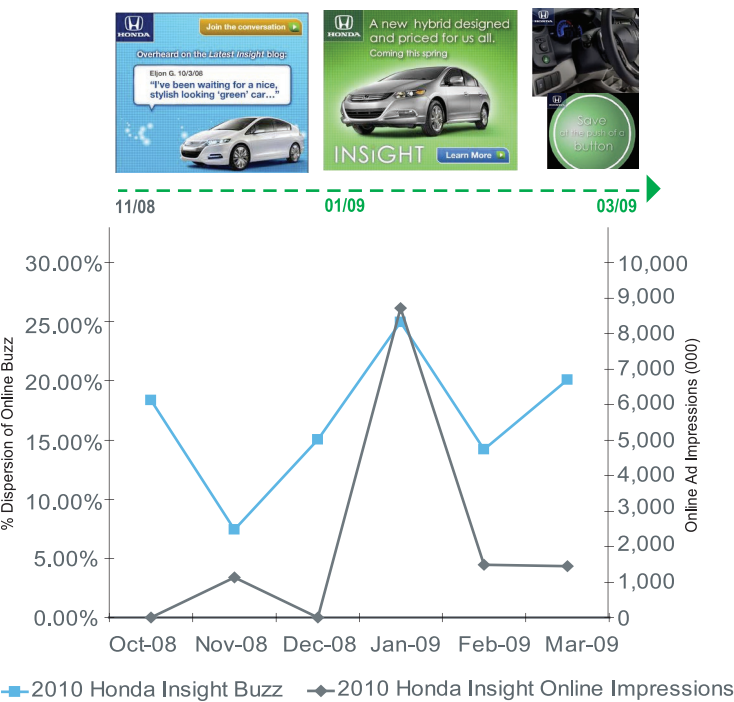 HONDA
Join the conversation
Overheard on the Latest Insight blog:
Eljon G. 10/3/08
"I've been waiting for a nice,
stylish looking 'green' car…"
HONDA
A new hybrid designed
and priced for us all.
Coming this spring
INSiGHT
Learn More
HONDA
Save
at the push of a
button
11/08
01/09
03/09
% Dispersion of Online Buzz
30.00%
25.00%
20.00%
15.00%
10.00%
5.00%
0.00%
10,000
9,000
8,000
7,000
6,000
5,000
4,000
3,000
2,000
1,000
0
Online Ad Impressions (000)
Oct-08 Nov-08 Dec-08 Jan-09 Feb-09 Mar-09
2010 Honda Insight Buzz
2010 Honda Insight Online Impressions